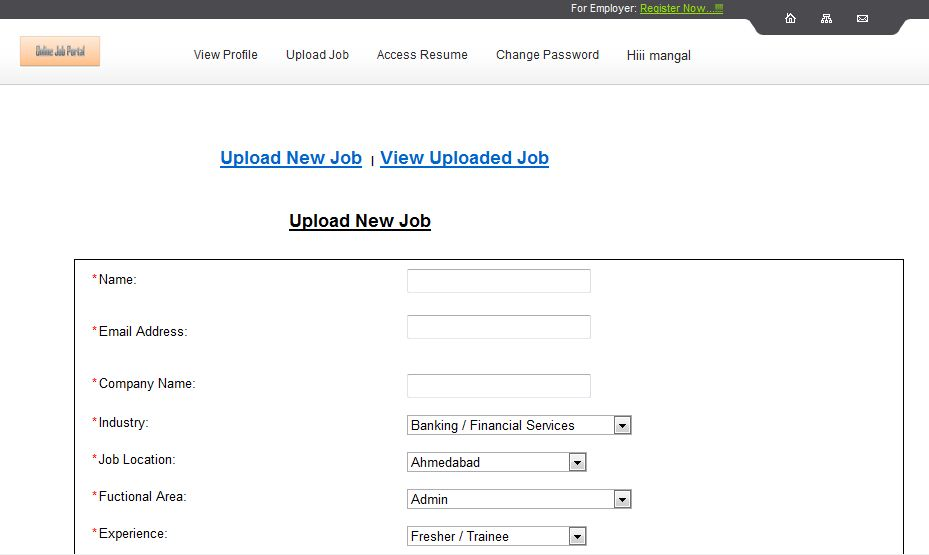 For Employer: Register Now...!!!!
Online Job Portal
View Profile Upload Job Access Resume Change Password Hiii mangal
Upload New Job | View Uploaded Job
Upload New Job
*Name:
*Email Address:
*Company Name:
*Industry: Banking / Financial Services
*Job Location: Ahmedabad
*Fuctional Area: Admin
*Experience: Fresher / Trainee